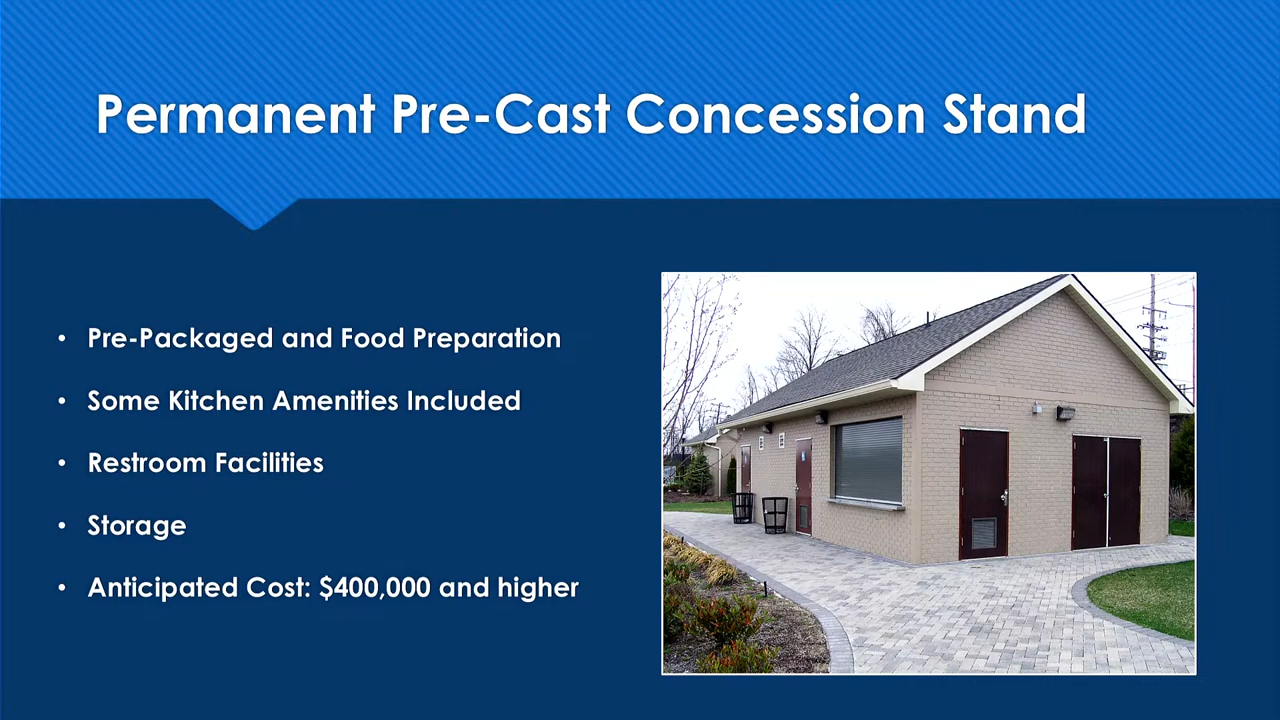 Permanent Pre-Cast Concession Stand
• Pre-Packaged and Food Preparation
• Some Kitchen Amenities Included
• Restroom Facilities
• Storage
• Anticipated Cost: $400,000 and higher